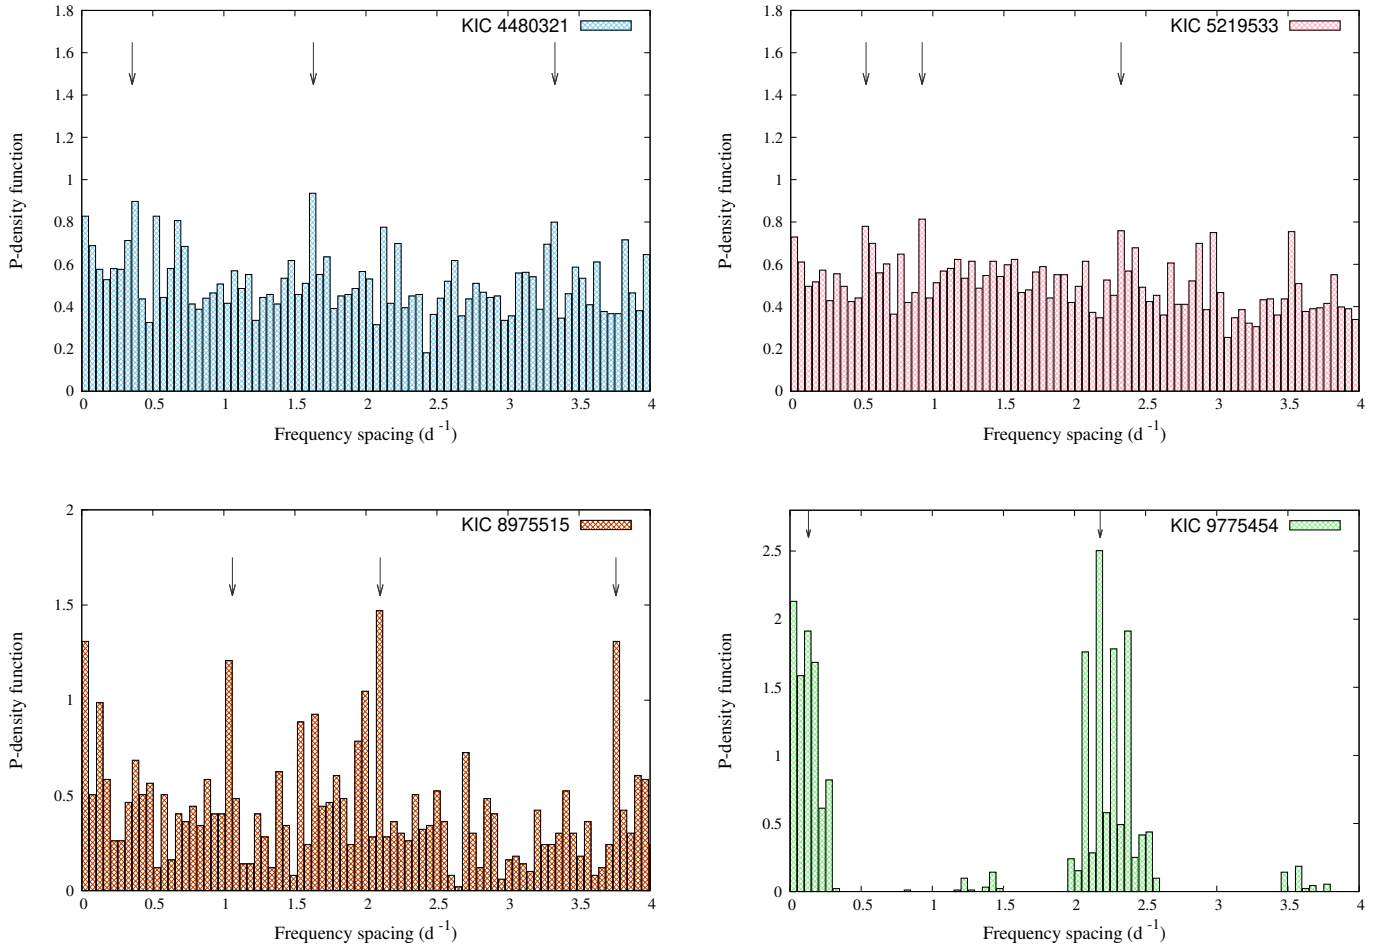 KIC 4480321
P-density function
1.8
1.6
1.4
1.2
1
0.8
0.6
0.4
0.2
0
0 0.5 1 1.5 2 2.5 3 3.5 4
Frequency spacing (d -1)
KIC 5219533
P-density function
1.8
1.6
1.4
1.2
1
0.8
0.6
0.4
0.2
0
0 0.5 1 1.5 2 2.5 3 3.5 4
Frequency spacing (d -1)
KIC 8975515
P-density function
2
1.5
1
0.5
0
0 0.5 1 1.5 2 2.5 3 3.5 4
Frequency spacing (d -1)
KIC 9775454
P-density function
2.5
2
1.5
1
0.5
0
0 0.5 1 1.5 2 2.5 3 3.5 4
Frequency spacing (d -1)